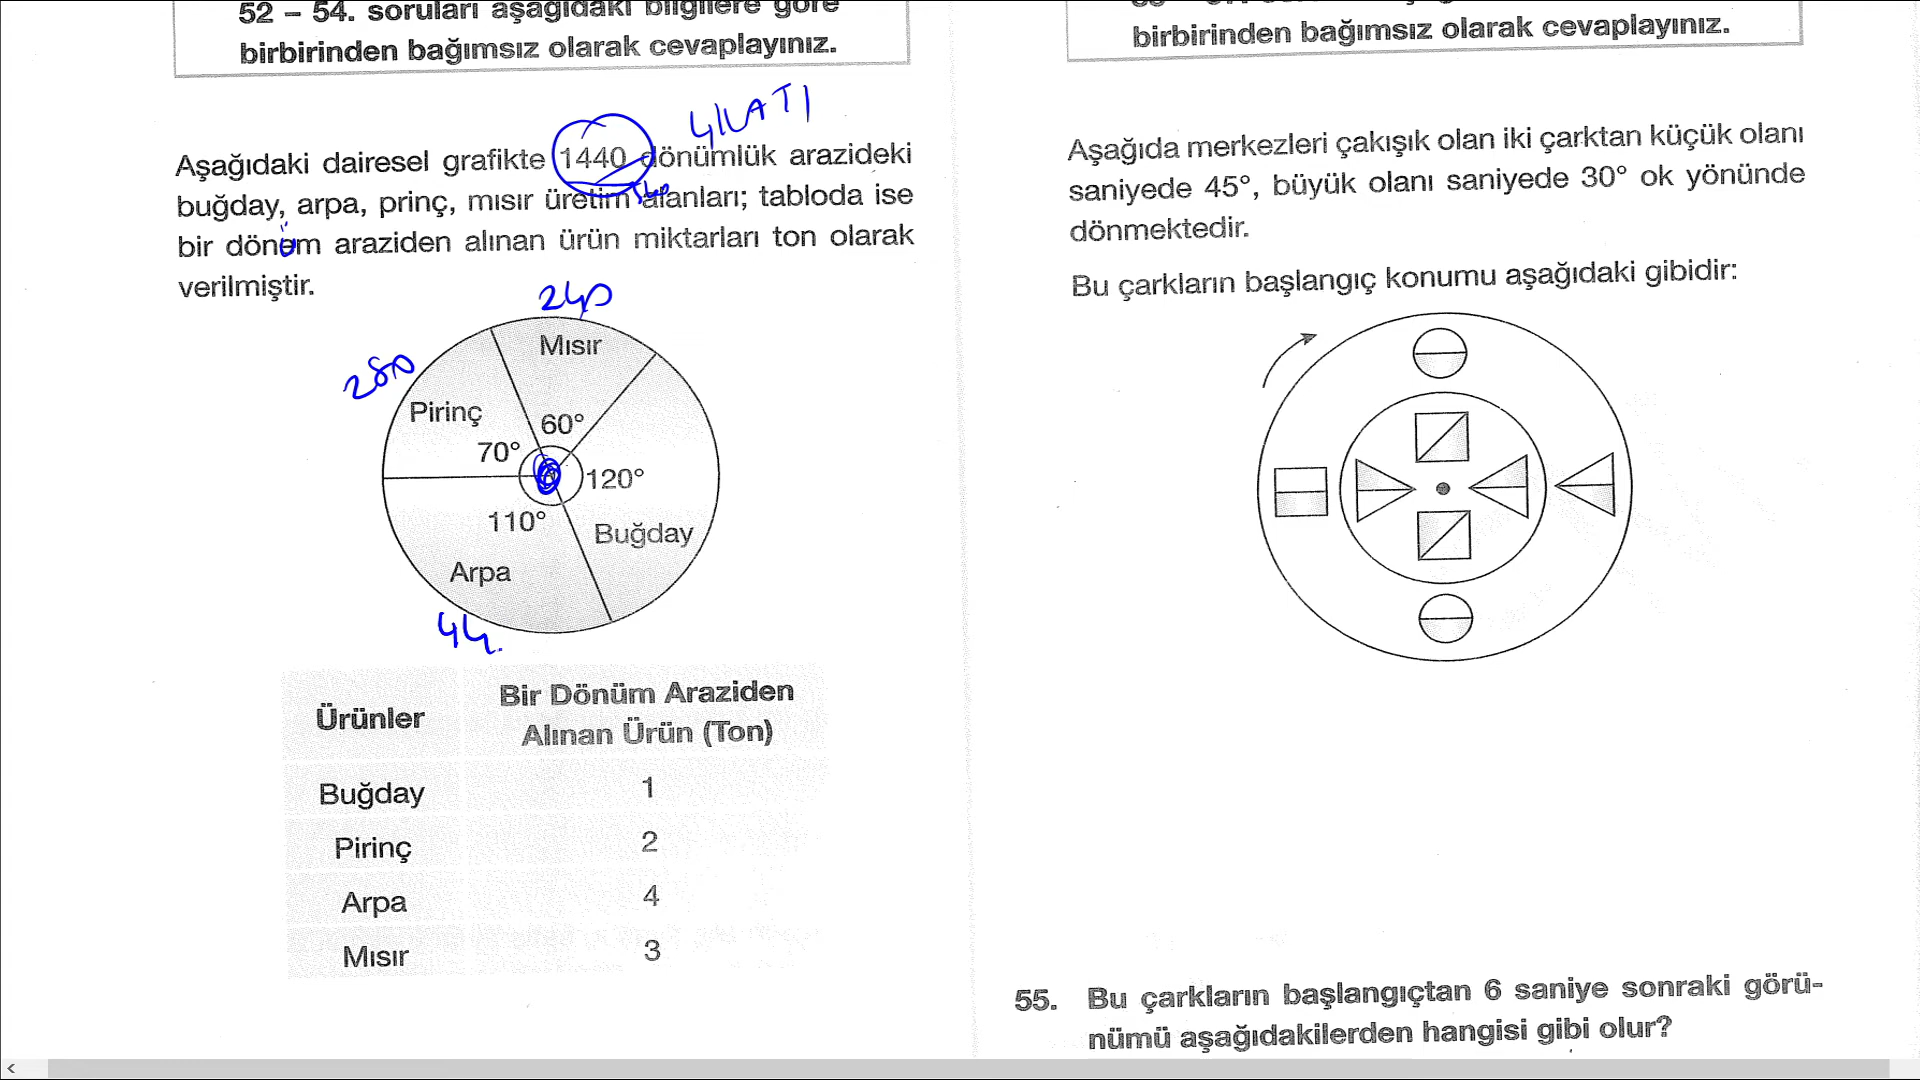 52 – 54. soruları aşağıdaki bilgilere göre
birbirinden bağımsız olarak cevaplayınız.
4 KATI
Aşağıdaki dairesel grafikte 1440 dönümlük arazideki
buğday, arpa, prinç, mısır üretim alanları; tabloda ise
bir dönüm araziden alınan ürün miktarları ton olarak
verilmiştir.
240
280
Mısır
Pirinç
60°
70°
120°
110°
Buğday
Arpa
44
Ürünler
Bir Dönüm Araziden
Alınan Ürün (Ton)
Buğday 1
Pirinç 2
Arpa 4
Mısır 3
birbirinden bağımsız olarak cevaplayınız.
Aşağıda merkezleri çakışık olan iki çarktan küçük olanı
saniyede 45°, büyük olanı saniyede 30° ok yönünde
dönmektedir.
Bu çarkların başlangıç konumu aşağıdaki gibidir:
55. Bu çarkların başlangıçtan 6 saniye sonraki görü-
nümü aşağıdakilerden hangisi gibi olur?